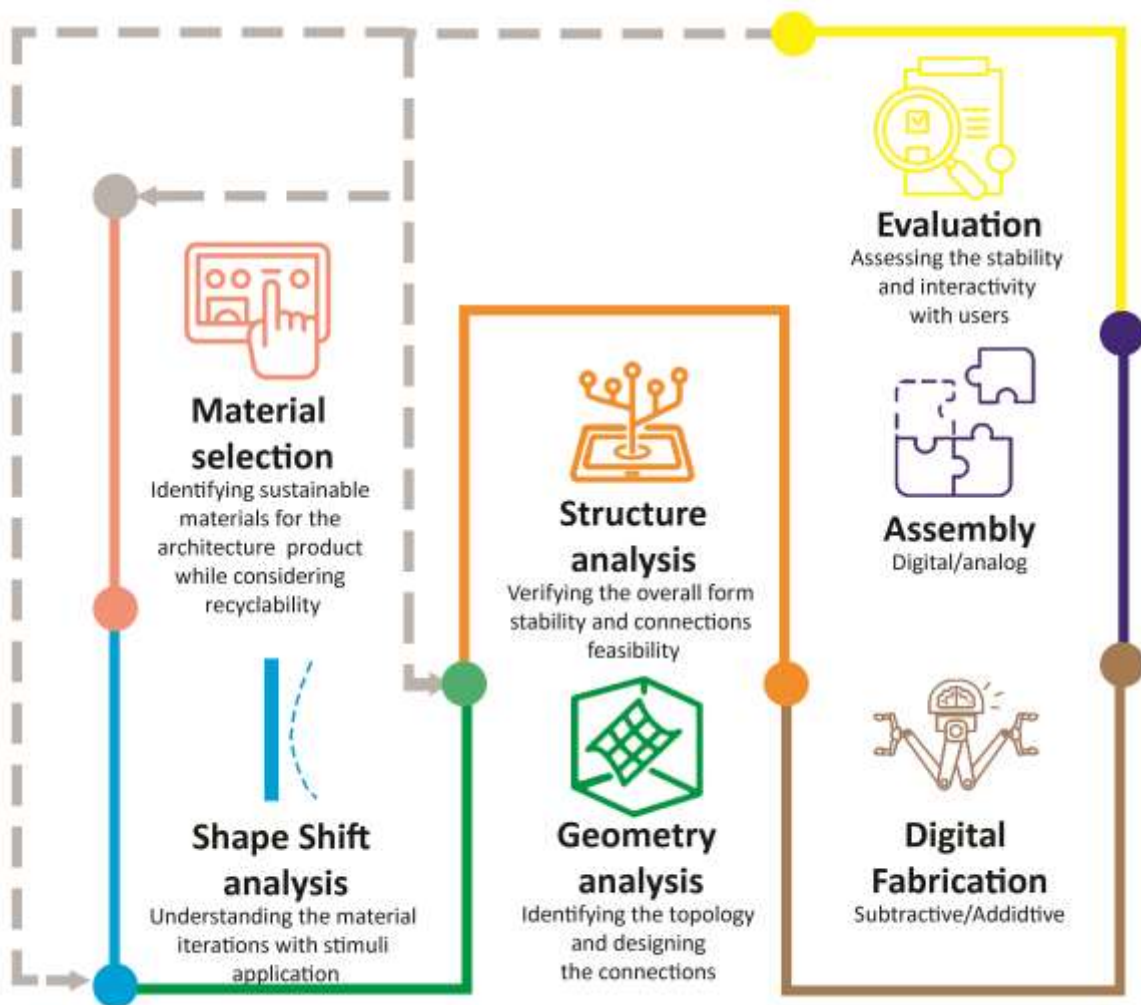 Material
selection
Identifying sustainable
materials for the
architecture product
while considering
recyclability
Shape Shift
analysis
Understanding the material
iterations with stimuli
application
Structure
analysis
Verifying the overall form
stability and connections
feasibility
Geometry
analysis
Identifying the topology
and designing
the connections
Evaluation
Assessing the stability
and interactivity
with users
Assembly
Digital/analog
Digital
Fabrication
Subtractive/Addidtive